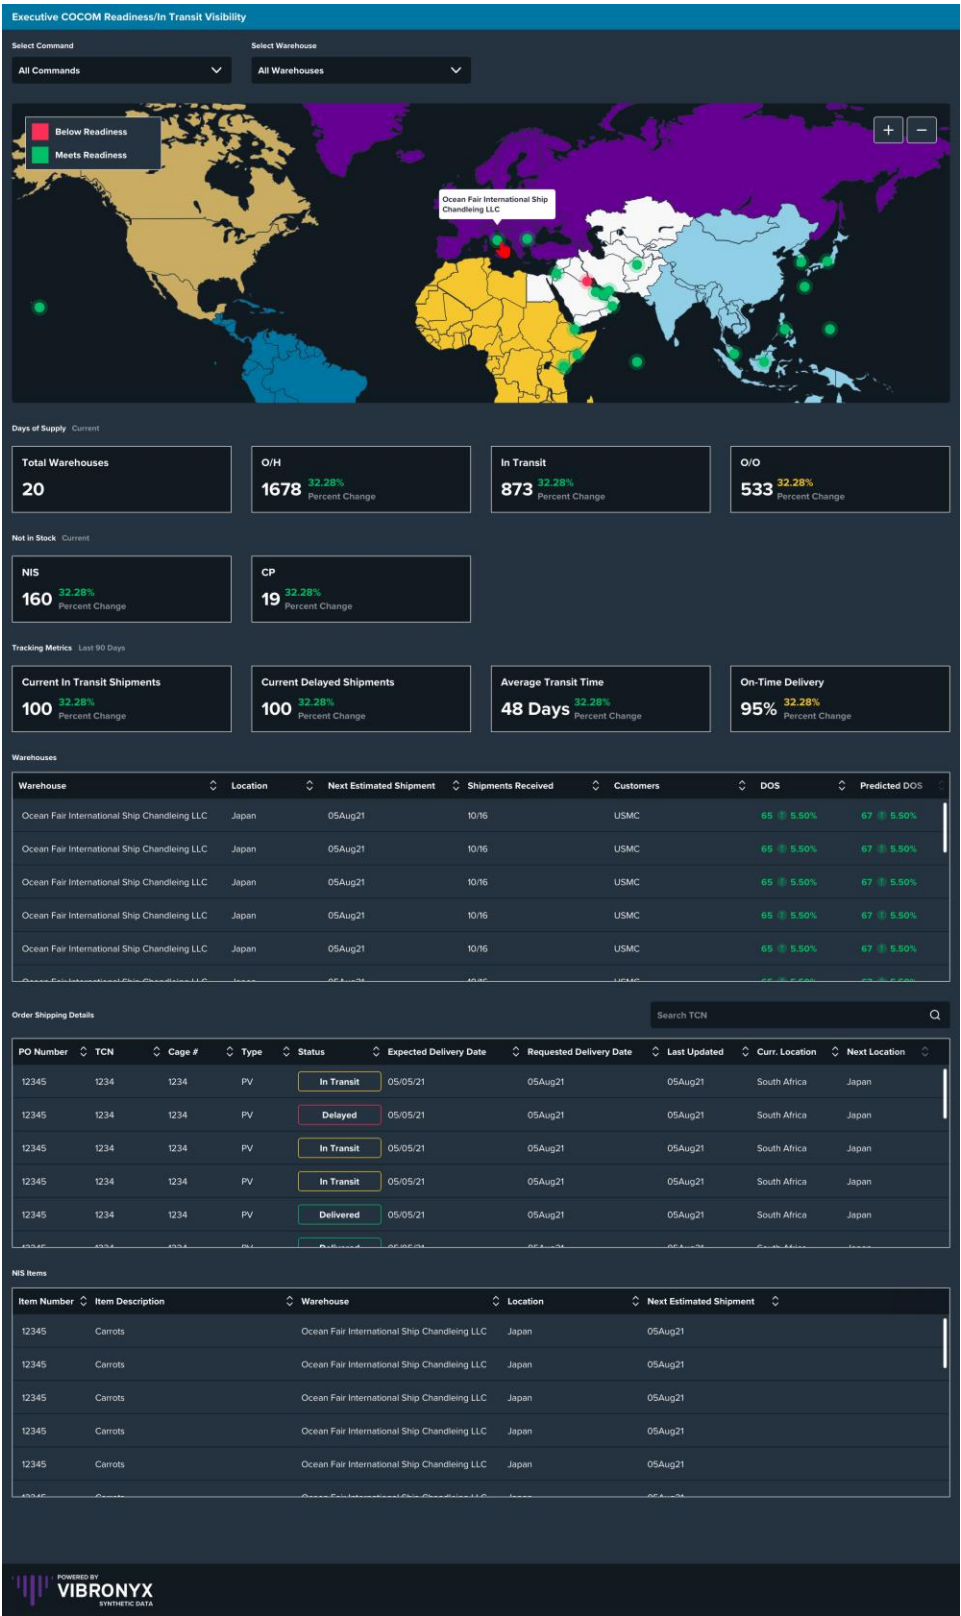 Executive COCOM Readiness/In Transit Visibility
Select Command
Select Warehouse
All Commands
All Warehouses
Below Readiness
Meets Readiness
+ −
Ocean Fair International Ship
Chandleing LLC
Days of Supply Current
Total Warehouses
20
O/H
1678 32.28%
Percent Change
In Transit
873 32.28%
Percent Change
O/O
533 32.28%
Percent Change
Not in Stock Current
NIS
160 32.28%
Percent Change
CP
19 32.28%
Percent Change
Tracking Metrics Last 90 Days
Current In Transit Shipments
100 32.28%
Percent Change
Current Delayed Shipments
100 32.28%
Percent Change
Average Transit Time
48 Days 32.28%
Percent Change
On-Time Delivery
95% 32.28%
Percent Change
Warehouses
Warehouse Location Next Estimated Shipment Shipments Received Customers DOS Predicted DOS
Ocean Fair International Ship Chandleing LLC Japan 05Aug21 10/16 USMC 65 5.50% 67 5.50%
Ocean Fair International Ship Chandleing LLC Japan 05Aug21 10/16 USMC 65 5.50% 67 5.50%
Ocean Fair International Ship Chandleing LLC Japan 05Aug21 10/16 USMC 65 5.50% 67 5.50%
Ocean Fair International Ship Chandleing LLC Japan 05Aug21 10/16 USMC 65 5.50% 67 5.50%
Ocean Fair International Ship Chandleing LLC Japan 05Aug21 10/16 USMC 65 5.50% 67 5.50%
Order Shipping Details
Search TCN
PO Number TCN Cage # Type Status Expected Delivery Date Requested Delivery Date Last Updated Curr. Location Next Location
12345 1234 1234 PV In Transit 05/05/21 05Aug21 05Aug21 South Africa Japan
12345 1234 1234 PV Delayed 05/05/21 05Aug21 05Aug21 South Africa Japan
12345 1234 1234 PV In Transit 05/05/21 05Aug21 05Aug21 South Africa Japan
12345 1234 1234 PV In Transit 05/05/21 05Aug21 05Aug21 South Africa Japan
12345 1234 1234 PV Delivered 05/05/21 05Aug21 05Aug21 South Africa Japan
NIS Items
Item Number Item Description Warehouse Location Next Estimated Shipment
12345 Carrots Ocean Fair International Ship Chandleing LLC Japan 05Aug21
12345 Carrots Ocean Fair International Ship Chandleing LLC Japan 05Aug21
12345 Carrots Ocean Fair International Ship Chandleing LLC Japan 05Aug21
12345 Carrots Ocean Fair International Ship Chandleing LLC Japan 05Aug21
12345 Carrots Ocean Fair International Ship Chandleing LLC Japan 05Aug21
POWERED BY
VIBRONYX
SYNTHETIC DATA